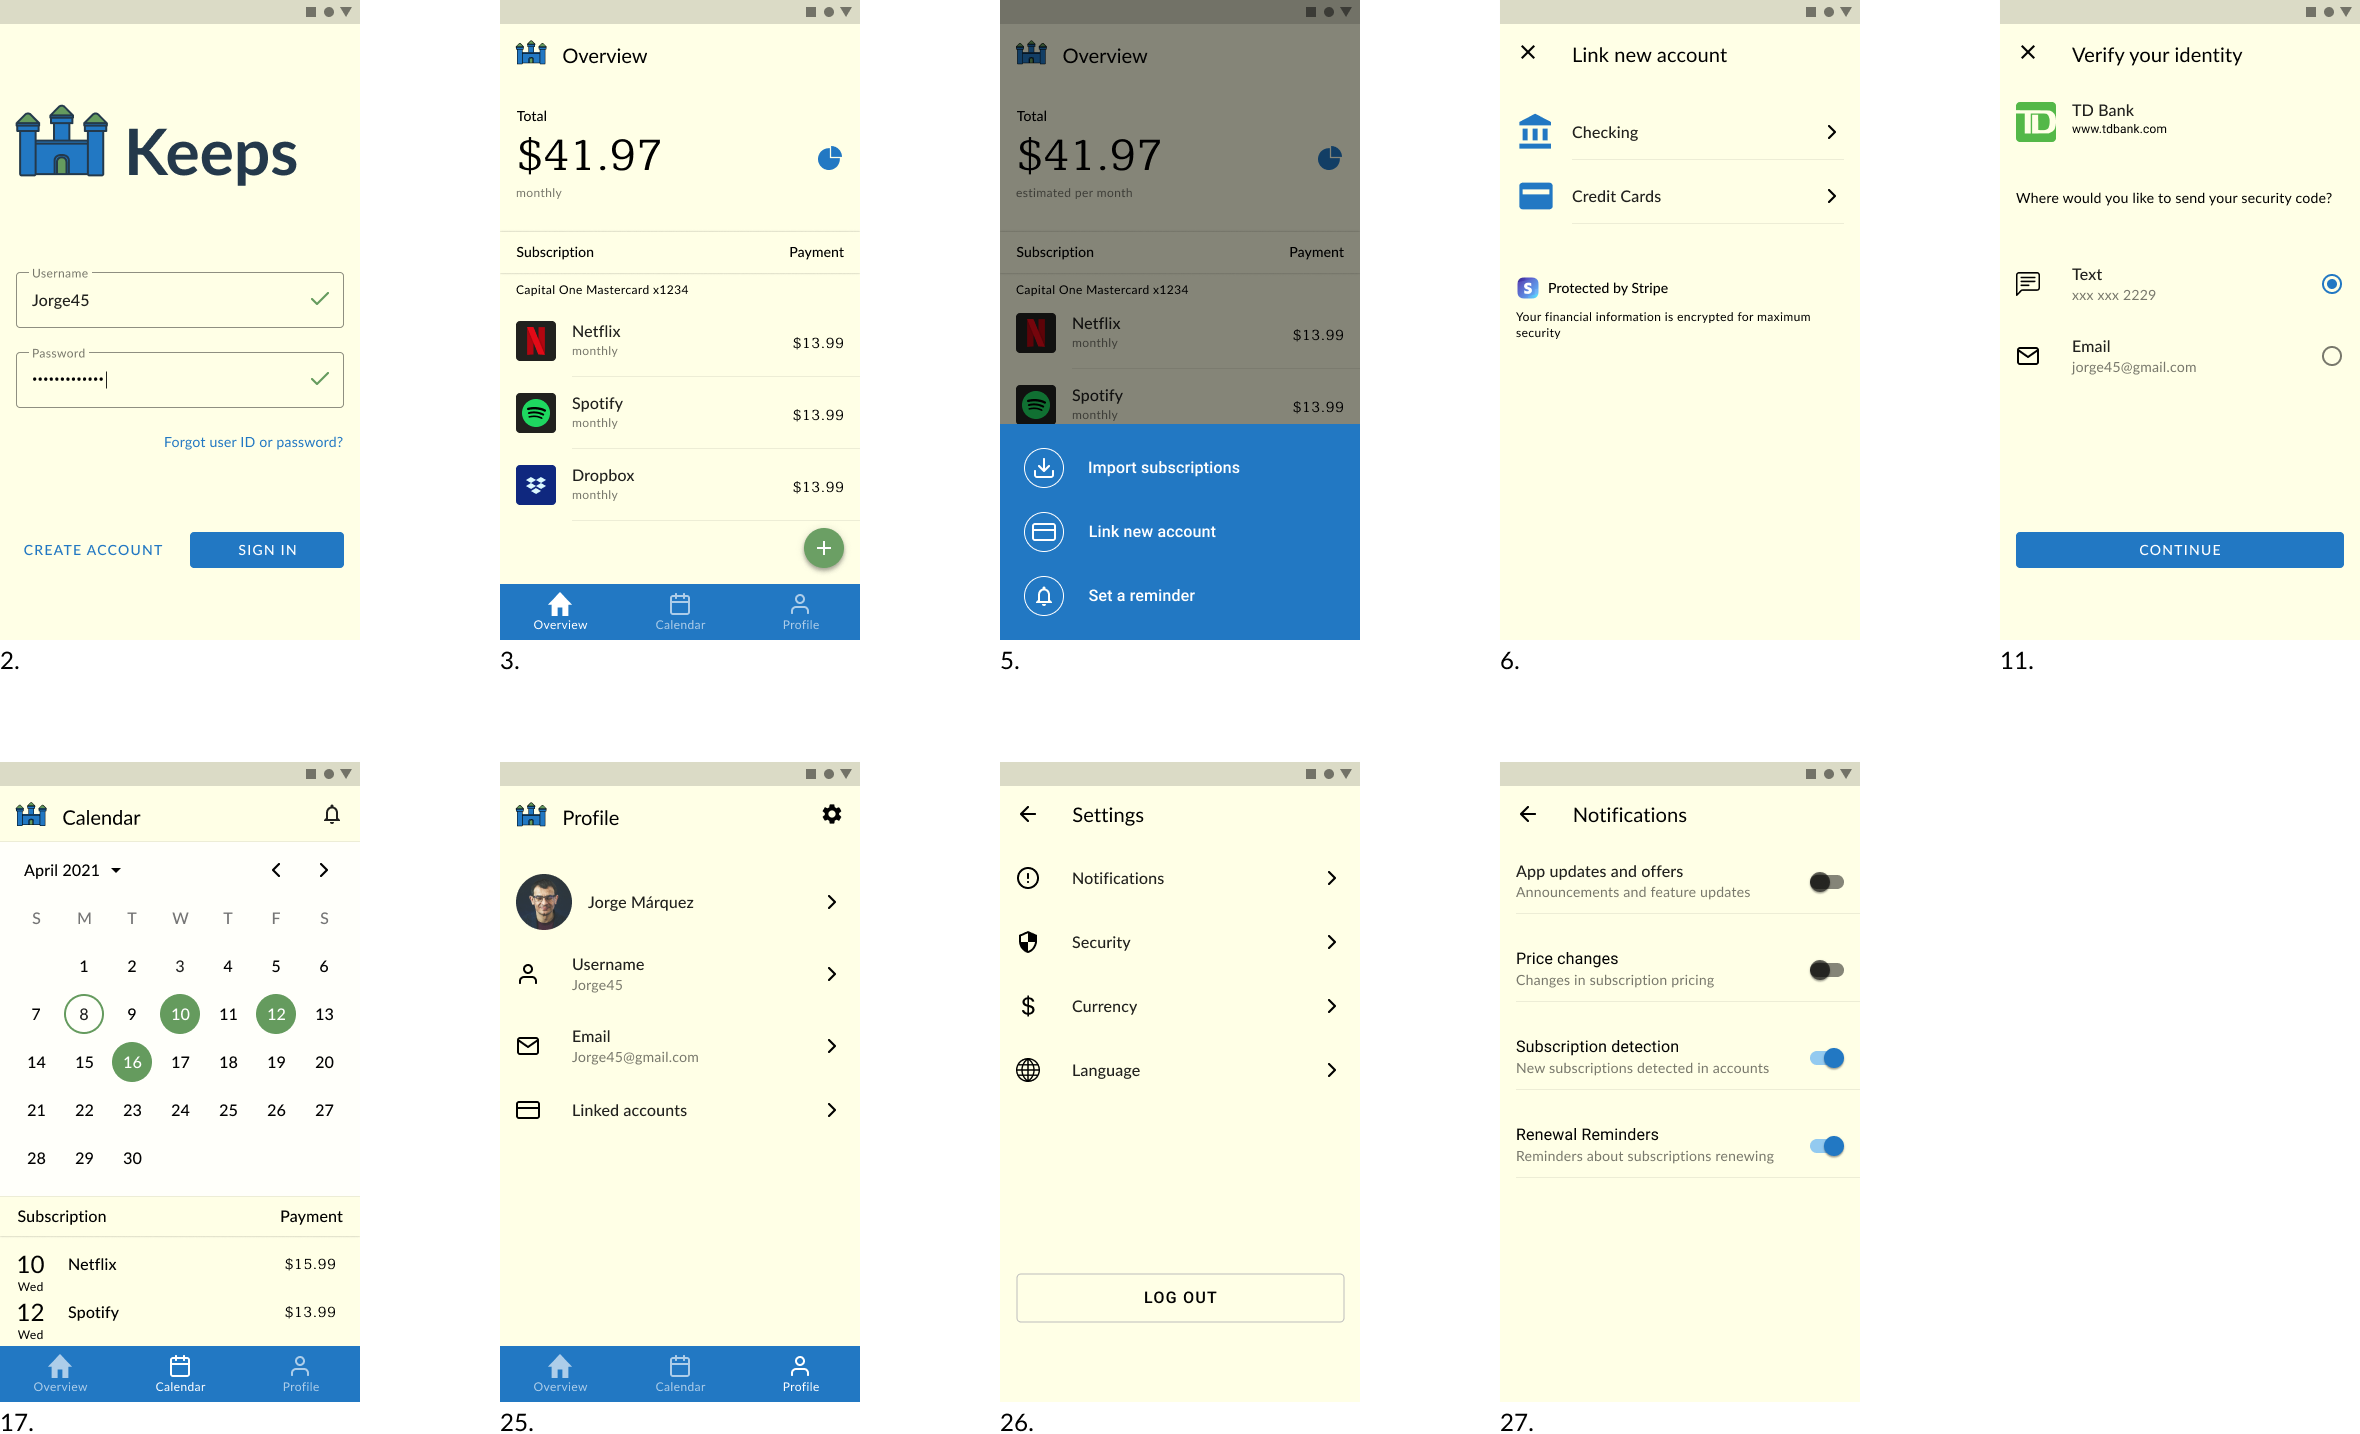 Keeps
Username
Jorge45
Password
•••••••••••••
Forgot user ID or password?
CREATE ACCOUNT
SIGN IN
2.
Overview
Total
$41.97
monthly
Subscription Payment
Capital One Mastercard x1234
Netflix
monthly
$13.99
Spotify
monthly
$13.99
Dropbox
monthly
$13.99
+
Overview Calendar Profile
3.
Overview
Total
$41.97
estimated per month
Subscription Payment
Capital One Mastercard x1234
Netflix
monthly
$13.99
Spotify
monthly
$13.99
Import subscriptions
Link new account
Set a reminder
5.
Link new account
Checking
Credit Cards
S Protected by Stripe
Your financial information is encrypted for maximum
security
6.
Verify your identity
TD
TD Bank
www.tdbank.com
Where would you like to send your security code?
Text
xxx xxx 2229
Email
jorge45@gmail.com
CONTINUE
11.
Calendar
April 2021
S M T W T F S
1 2 3 4 5 6
7 8 9 10 11 12 13
14 15 16 17 18 19 20
21 22 23 24 25 26 27
28 29 30
Subscription Payment
10 Netflix $15.99
Wed
12 Spotify $13.99
Wed
Overview Calendar Profile
17.
Profile
Jorge Márquez
Username
Jorge45
Email
Jorge45@gmail.com
Linked accounts
Overview Calendar Profile
25.
Settings
Notifications
Security
$ Currency
Language
LOG OUT
26.
Notifications
App updates and offers
Announcements and feature updates
Price changes
Changes in subscription pricing
Subscription detection
New subscriptions detected in accounts
Renewal Reminders
Reminders about subscriptions renewing
27.